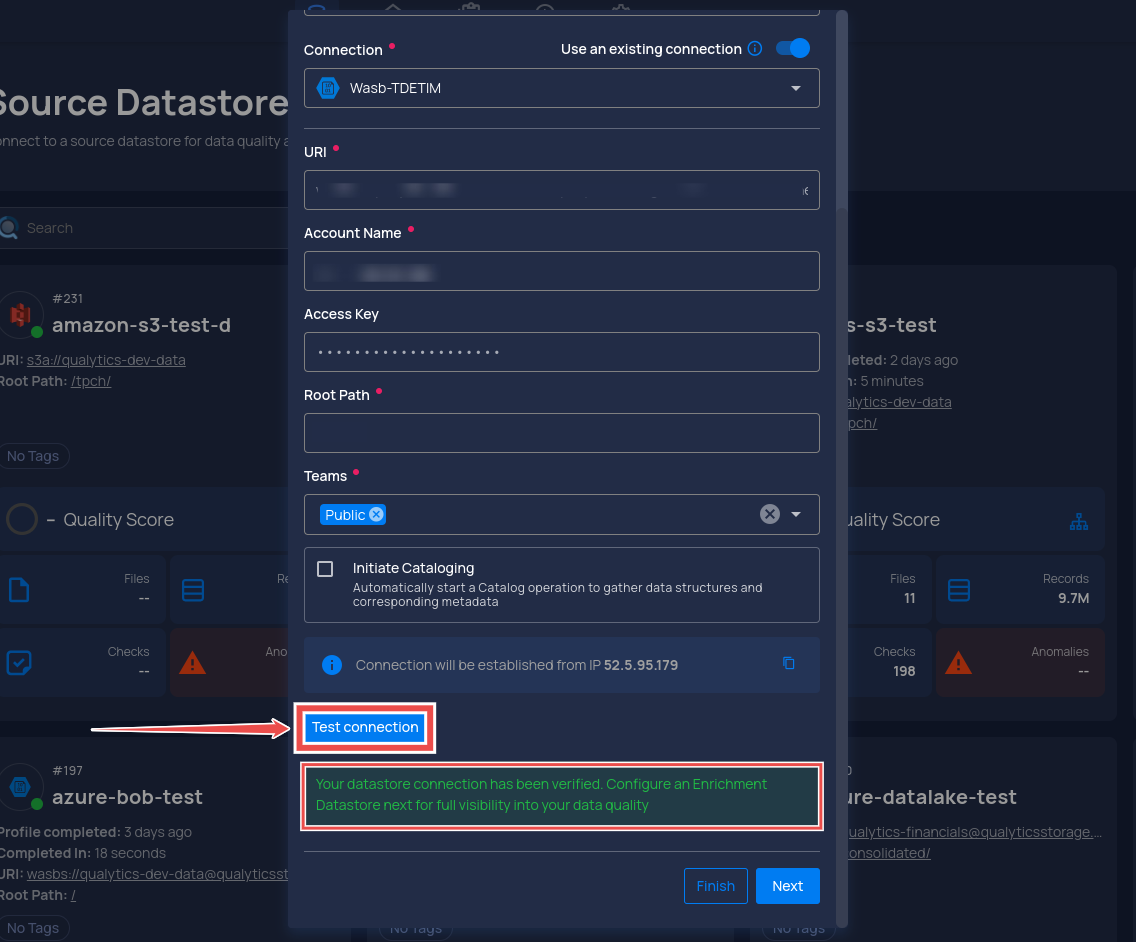 Connection
Use an existing connection
Wasb-TDETIM
URI
Account Name
Access Key
Root Path
Teams
Public
Initiate Cataloging
Automatically start a Catalog operation to gather data structures and
corresponding metadata
Connection will be established from IP 52.5.95.179
Test connection
Your datastore connection has been verified. Configure an Enrichment
Datastore next for full visibility into your data quality
Finish
Next
Source Datastore
onnect to a source datastore for data quality a
Search
#231
amazon-s3-test-d
URI: s3a://qualytics-dev-data
Root Path: /tpch/
No Tags
– Quality Score
Files
--
Re
Checks
--
Ano
#197
azure-bob-test
Profile completed: 3 days ago
Completed In: 18 seconds
URI: wasbs://qualytics-dev-data@qualyticsst
Root Path: /
No Tags
s-s3-test
leted: 2 days ago
n: 5 minutes
alytics-dev-data
pch/
uality Score
Files
11
Records
9.7M
Checks
198
Anomalies
--
ure-datalake-test
ualytics-financials@qualyticsstorage....
onsolidated/
No Tags
No Tags